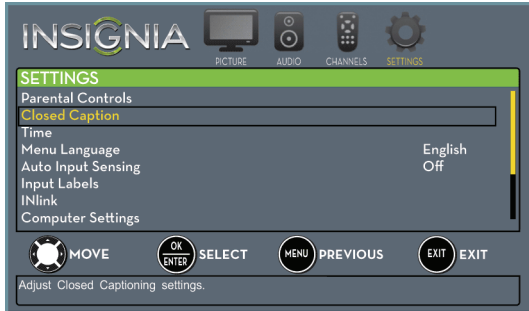 INSIGNIA
PICTURE AUDIO CHANNELS SETTINGS
SETTINGS
Parental Controls
Closed Caption
Time
Menu Language English
Auto Input Sensing Off
Input Labels
INlink
Computer Settings
MOVE OK ENTER SELECT MENU PREVIOUS EXIT EXIT
Adjust Closed Captioning settings.